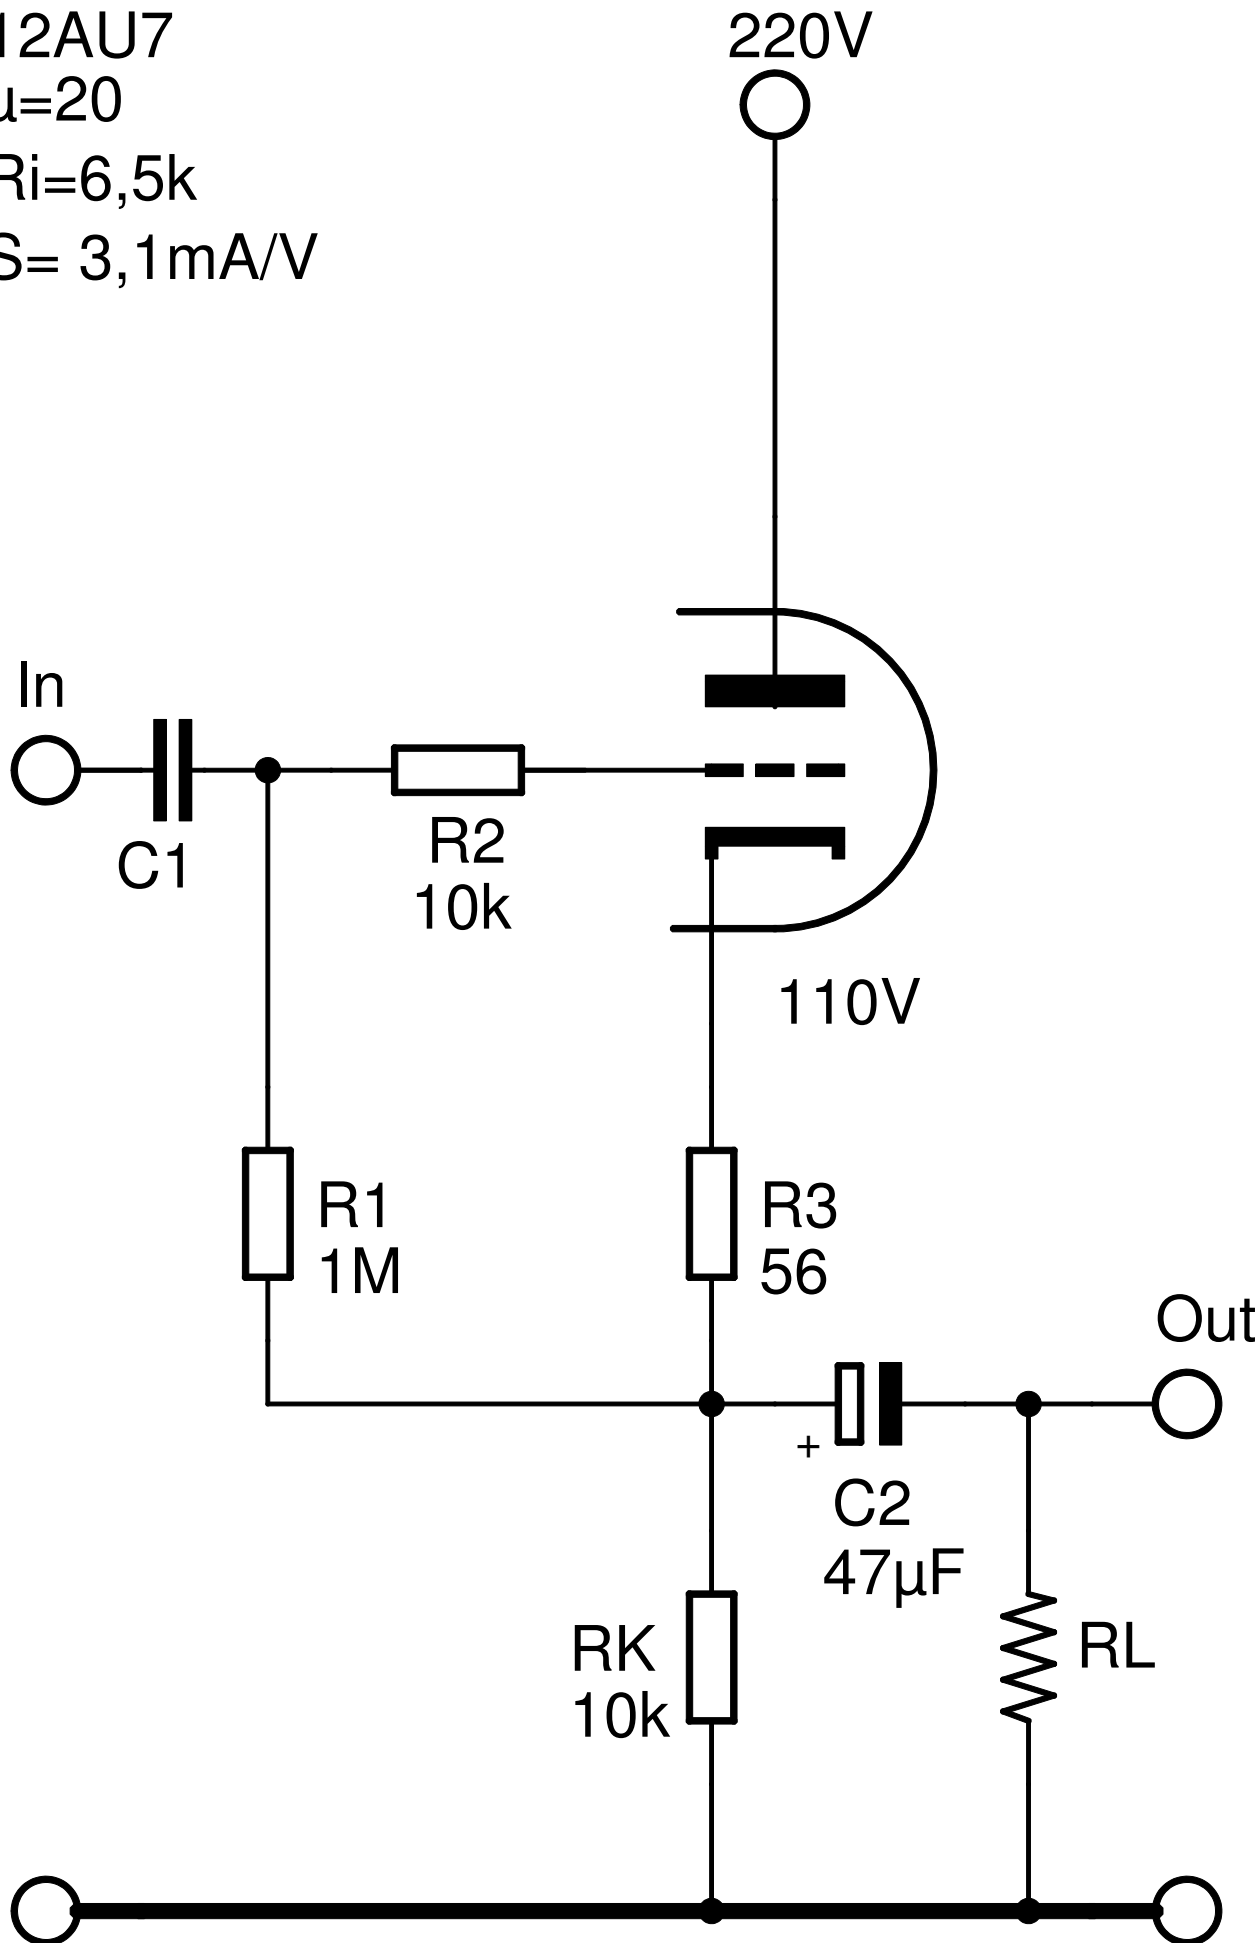 12AU7
µ=20
Ri=6,5k
S= 3,1mA/V
220V
In
C1
R2
10k
110V
R1
1M
R3
56
Out
+
C2
47µF
RK
10k
RL